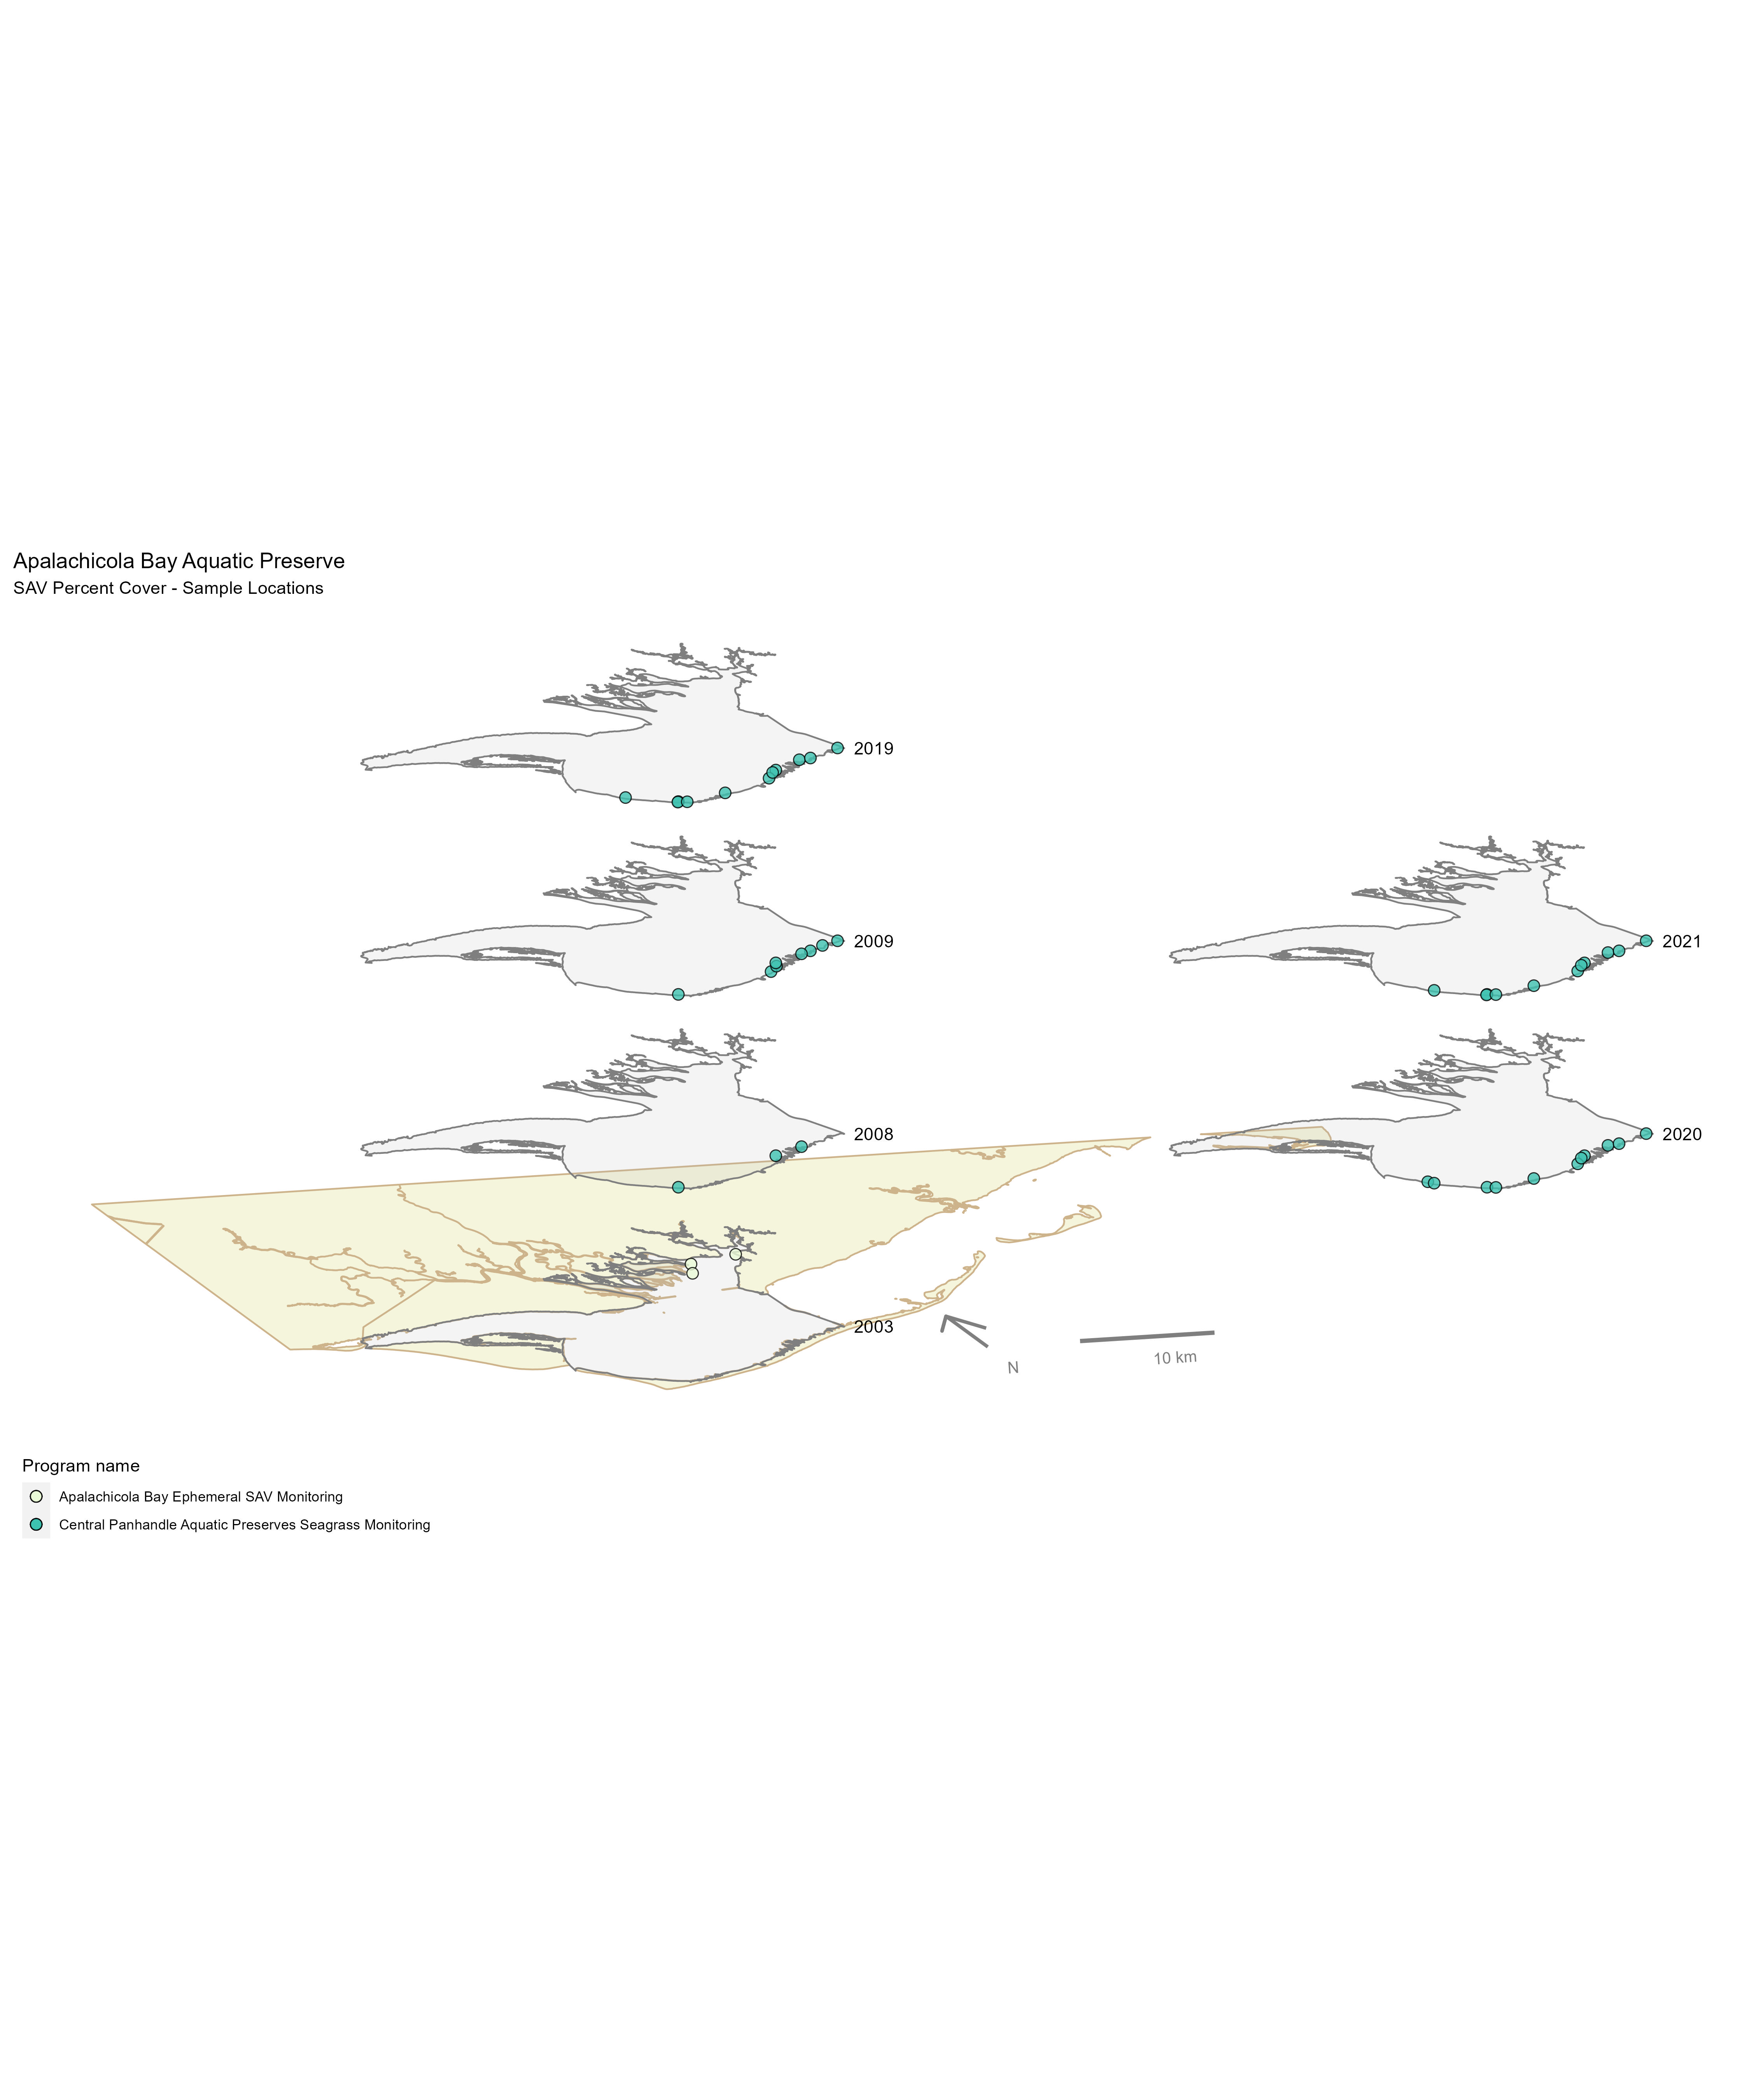 Apalachicola Bay Aquatic Preserve
SAV Percent Cover - Sample Locations
2019
2009
2021
2008
2020
2003
N
10 km
Program name
Apalachicola Bay Ephemeral SAV Monitoring
Central Panhandle Aquatic Preserves Seagrass Monitoring